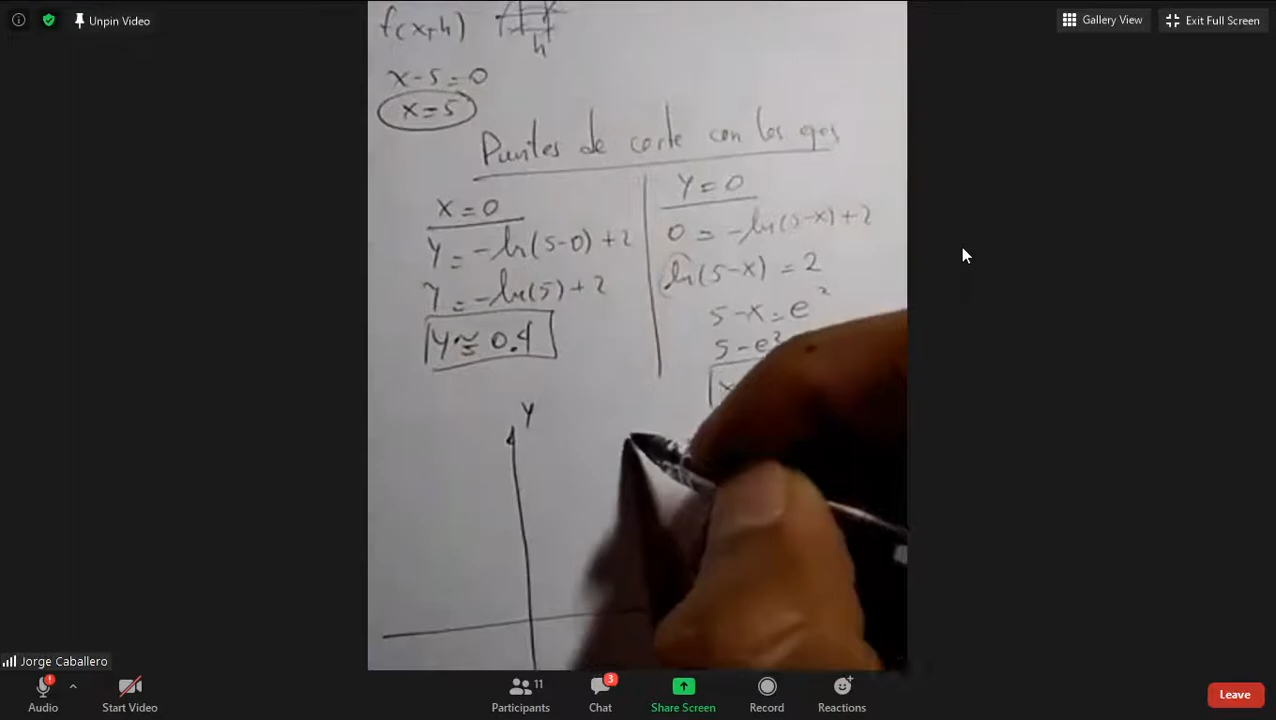 Unpin Video
Gallery View
Exit Full Screen
f(x+h)
h
x-5=0
x=5
Puntos de corte con los ejes
x=0
y=-ln(5-0)+2
y=-ln(5)+2
y≅0.4
y=0
0=-ln(5-x)+2
ln(5-x)=2
5-x=e²
5-e²
x
y
Jorge Caballero
Audio
Start Video
11
Participants
3
Chat
Share Screen
Record
Reactions
Leave